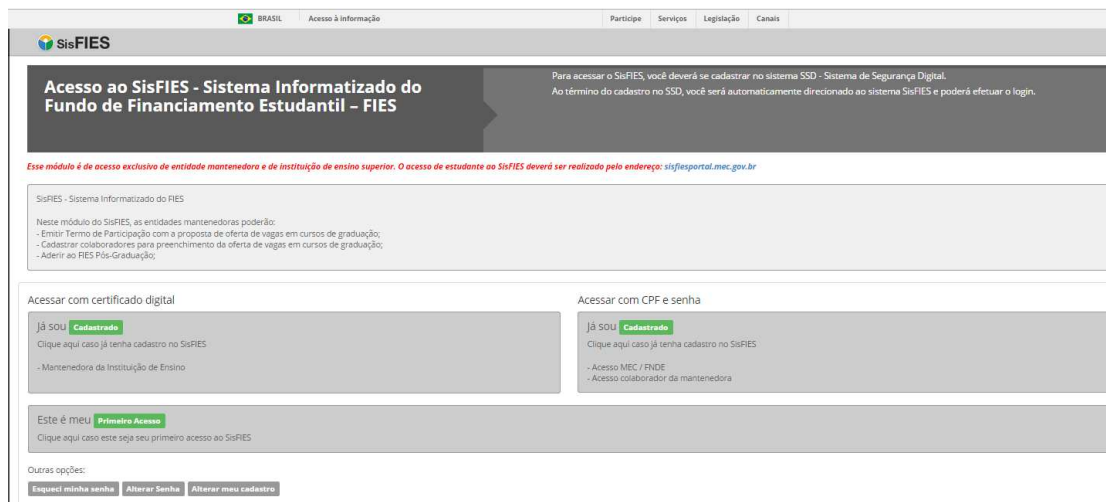 BRASIL Acesso à informação Participe Serviços Legislação Canais
SisFIES
Acesso ao SisFIES - Sistema Informatizado do
Fundo de Financiamento Estudantil – FIES
Para acessar o SisFIES, você deverá se cadastrar no sistema SSD - Sistema de Segurança Digital.
Ao término do cadastro no SSD, você será automaticamente direcionado ao sistema SisFIES e poderá efetuar o login.
Esse módulo é de acesso exclusivo de entidade mantenedora e de instituição de ensino superior. O acesso de estudante ao SisFIES deverá ser realizado pelo endereço: sisfiesportal.mec.gov.br
SisFIES - Sistema Informatizado do FIES
Neste módulo do SisFIES, as entidades mantenedoras poderão:
- Emitir Termo de Participação com a proposta de oferta de vagas em cursos de graduação;
- Cadastrar colaboradores para preenchimento da oferta de vagas em cursos de graduação;
- Aderir ao FIES Pós-Graduação;
Acessar com certificado digital
Já sou Cadastrado
Clique aqui caso já tenha cadastro no SisFIES
- Mantenedora da Instituição de Ensino
Acessar com CPF e senha
Já sou Cadastrado
Clique aqui caso já tenha cadastro no SisFIES
- Acesso MEC / FNDE
- Acesso colaborador da mantenedora
Este é meu Primeiro Acesso
Clique aqui caso este seja seu primeiro acesso ao SisFIES
Outras opções:
Esqueci minha senha Alterar Senha Alterar meu cadastro